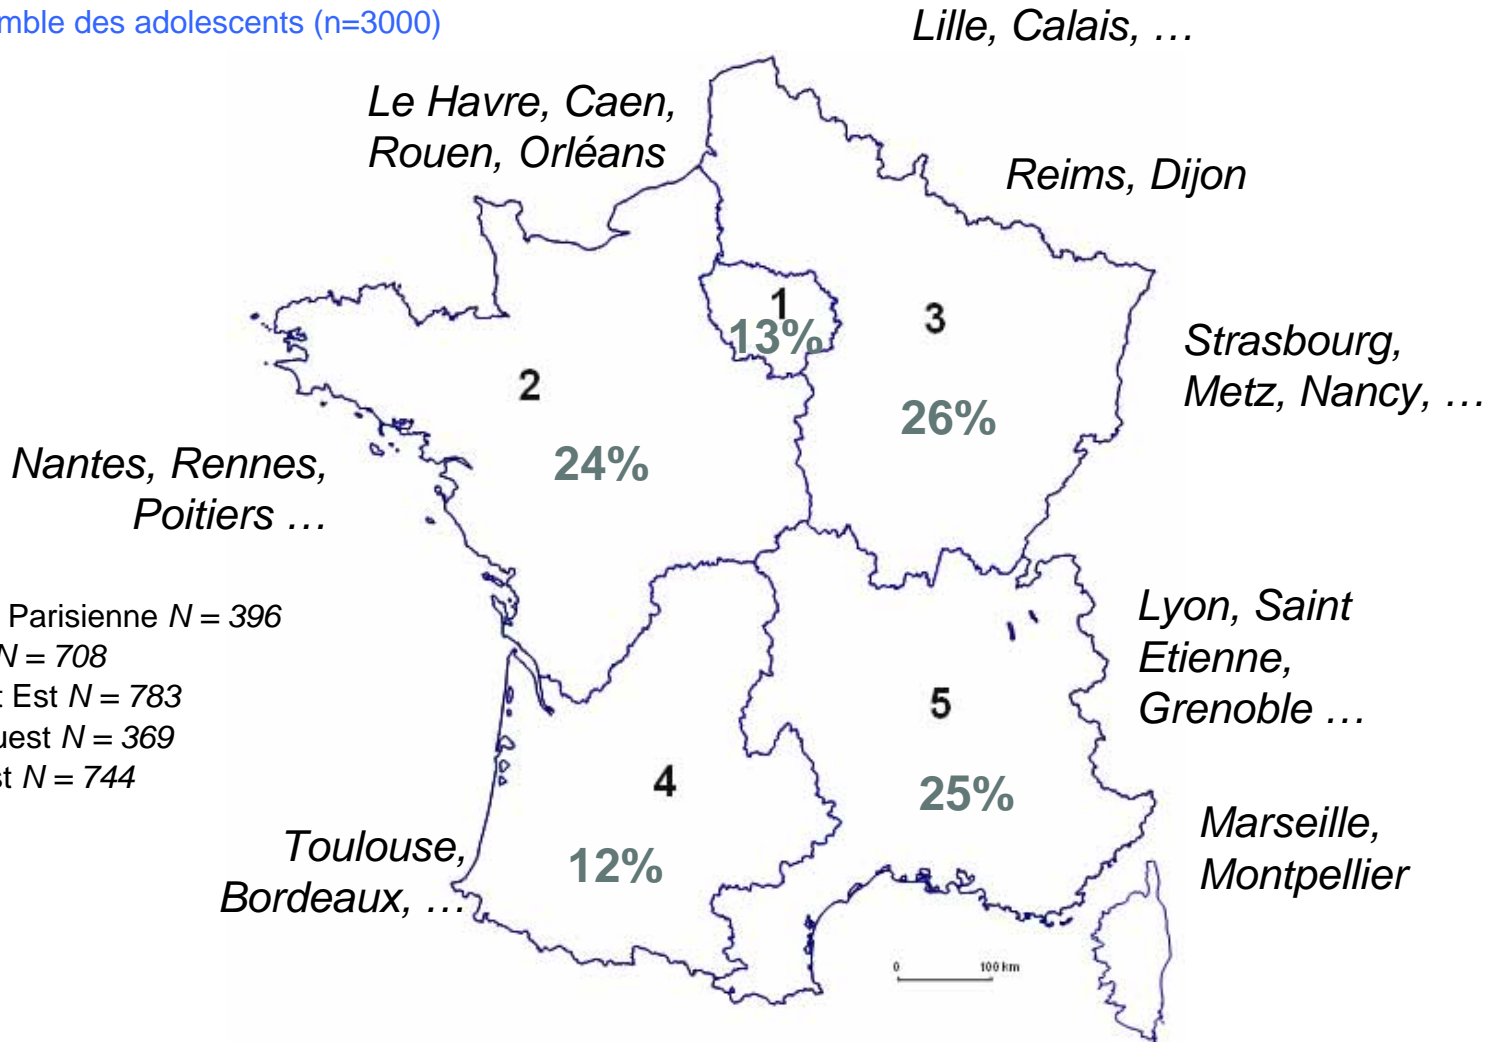 mble des adolescents (n=3000)
Lille, Calais, …
Le Havre, Caen,
Rouen, Orléans
Reims, Dijon
1
13%
3
26%
2
24%
Strasbourg,
Metz, Nancy, …
Nantes, Rennes,
Poitiers …
Parisienne N = 396
N = 708
t Est N = 783
uest N = 369
st N = 744
Lyon, Saint
Etienne,
Grenoble …
5
25%
4
12%
Toulouse,
Bordeaux, …
Marseille,
Montpellier
0 100 km